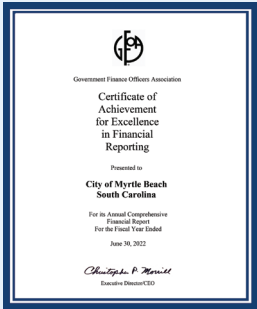 GFOA
Government Finance Officers Association
Certificate of
Achievement
for Excellence
in Financial
Reporting
Presented to
City of Myrtle Beach
South Carolina
For its Annual Comprehensive
Financial Report
For the Fiscal Year Ended
June 30, 2022
Christopher P. Morrill
Executive Director/CEO